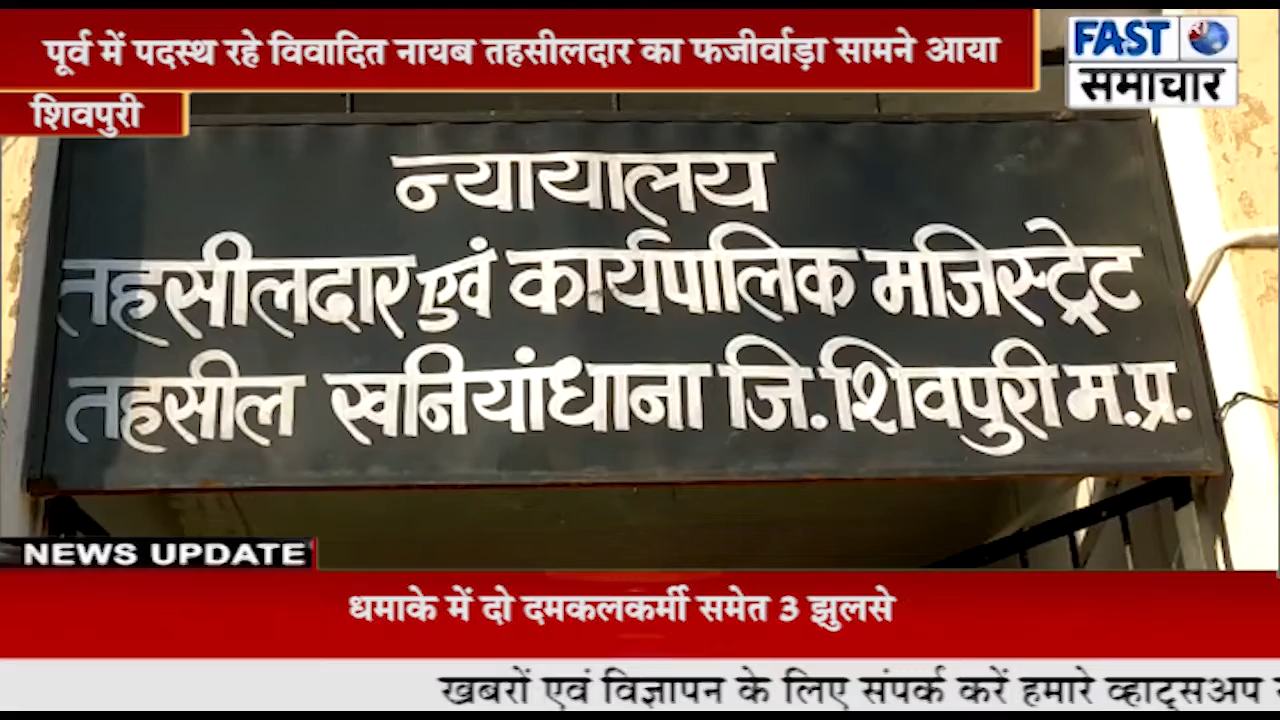 पूर्व में पदस्थ रहे विवादित नायब तहसीलदार का फर्जीवाड़ा सामने आया
FAST
समाचार
शिवपुरी
न्यायालय
तहसीलदार एवं कार्यपालिक मजिस्ट्रेट
तहसील खनियांधाना जि. शिवपुरी म.प्र.
NEWS UPDATE
धमाके में दो दमकलकर्मी समेत 3 झुलसे
खबरों एवं विज्ञापन के लिए संपर्क करें हमारे व्हाट्सअप